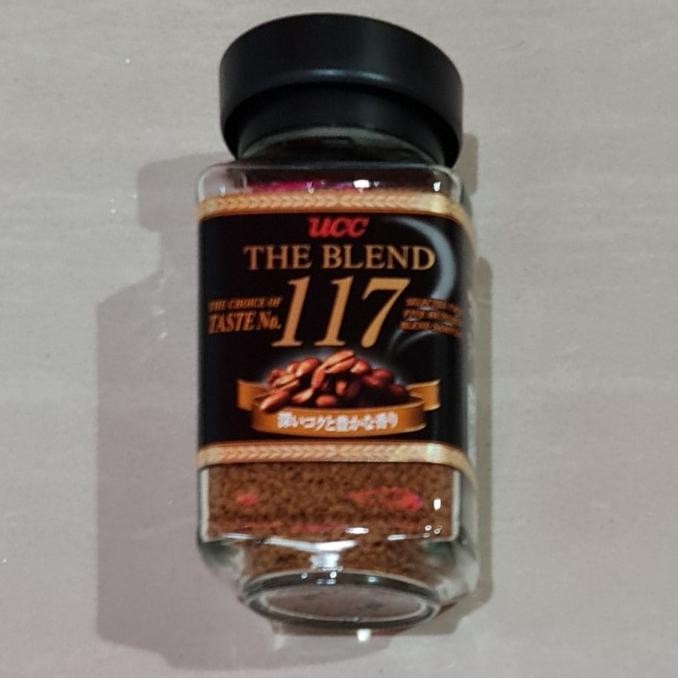 UCC
THE BLEND
117
THE CHOICE OF
TASTE No.
深いコクと豊かな香り